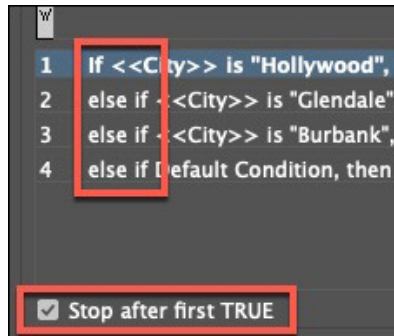 W
1 If <<City>> is "Hollywood",
2 else if <<City>> is "Glendale"
3 else if <<City>> is "Burbank",
4 else if Default Condition, then
Stop after first TRUE